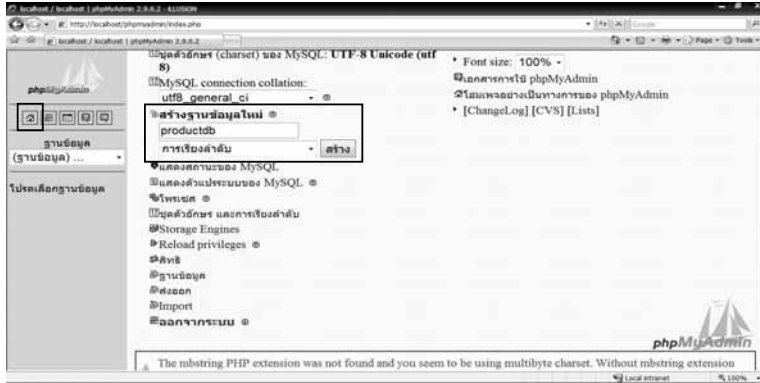 localhost / localhost | phpMyAdmin 2.9.0.2 - ILLUSION
http://localhost/phpmyadmin/index.php
Google
localhost / localhost | phpMyAdmin 2.9.0.2
Page
Tools
phpMyAdmin
ฐานข้อมูล
(ฐานข้อมูล) ...
โปรดเลือกฐานข้อมูล
ชุดตัวอักษร (charset) ของ MySQL: UTF-8 Unicode (utf
8)
MySQL connection collation:
utf8_general_ci
สร้างฐานข้อมูลใหม่
productdb
การเรียงลำดับ
สร้าง
แสดงสถานะของ MySQL
แสดงตัวแปรระบบของ MySQL
โพรเซส
ชุดตัวอักษร และการเรียงลำดับ
Storage Engines
Reload privileges
สิทธิ
ฐานข้อมูล
ส่งออก
Import
ออกจากระบบ
Font size: 100%
เอกสารการใช้ phpMyAdmin
โฮมเพจอย่างเป็นทางการของ phpMyAdmin
[ChangeLog] [CVS] [Lists]
phpMyAdmin
The mbstring PHP extension was not found and you seem to be using multibyte charset. Without mbstring extension
Local intranet
100%